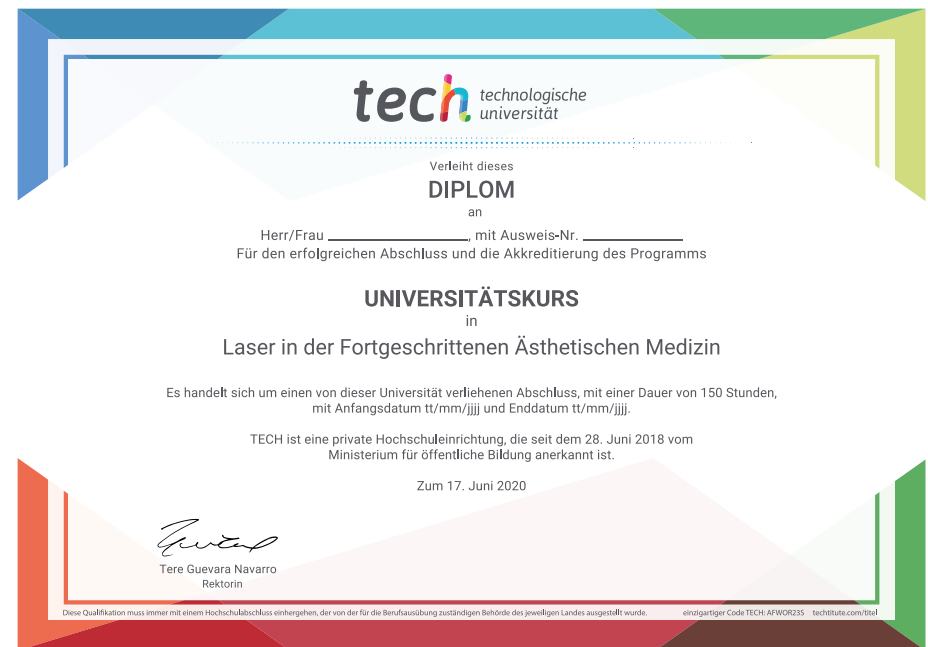 tech technologische
universität
Verleiht dieses
DIPLOM
an
Herr/Frau ____________, mit Ausweis-Nr. ____________
Für den erfolgreichen Abschluss und die Akkreditierung des Programms
UNIVERSITÄTSKURS
in
Laser in der Fortgeschrittenen Ästhetischen Medizin
Es handelt sich um einen von dieser Universität verliehenen Abschluss, mit einer Dauer von 150 Stunden,
mit Anfangsdatum tt/mm/jjjj und Enddatum tt/mm/jjjj.
TECH ist eine private Hochschuleinrichtung, die seit dem 28. Juni 2018 vom
Ministerium für öffentliche Bildung anerkannt ist.
Zum 17. Juni 2020
Tere Guevara Navarro
Rektorin
Diese Qualifikation muss immer mit einem Hochschulabschluss einhergehen, der von der für die Berufsausübung zuständigen Behörde des jeweiligen Landes ausgestellt wurde. einzigartiger Code TECH: AFWOR23S techtitute.com/titel